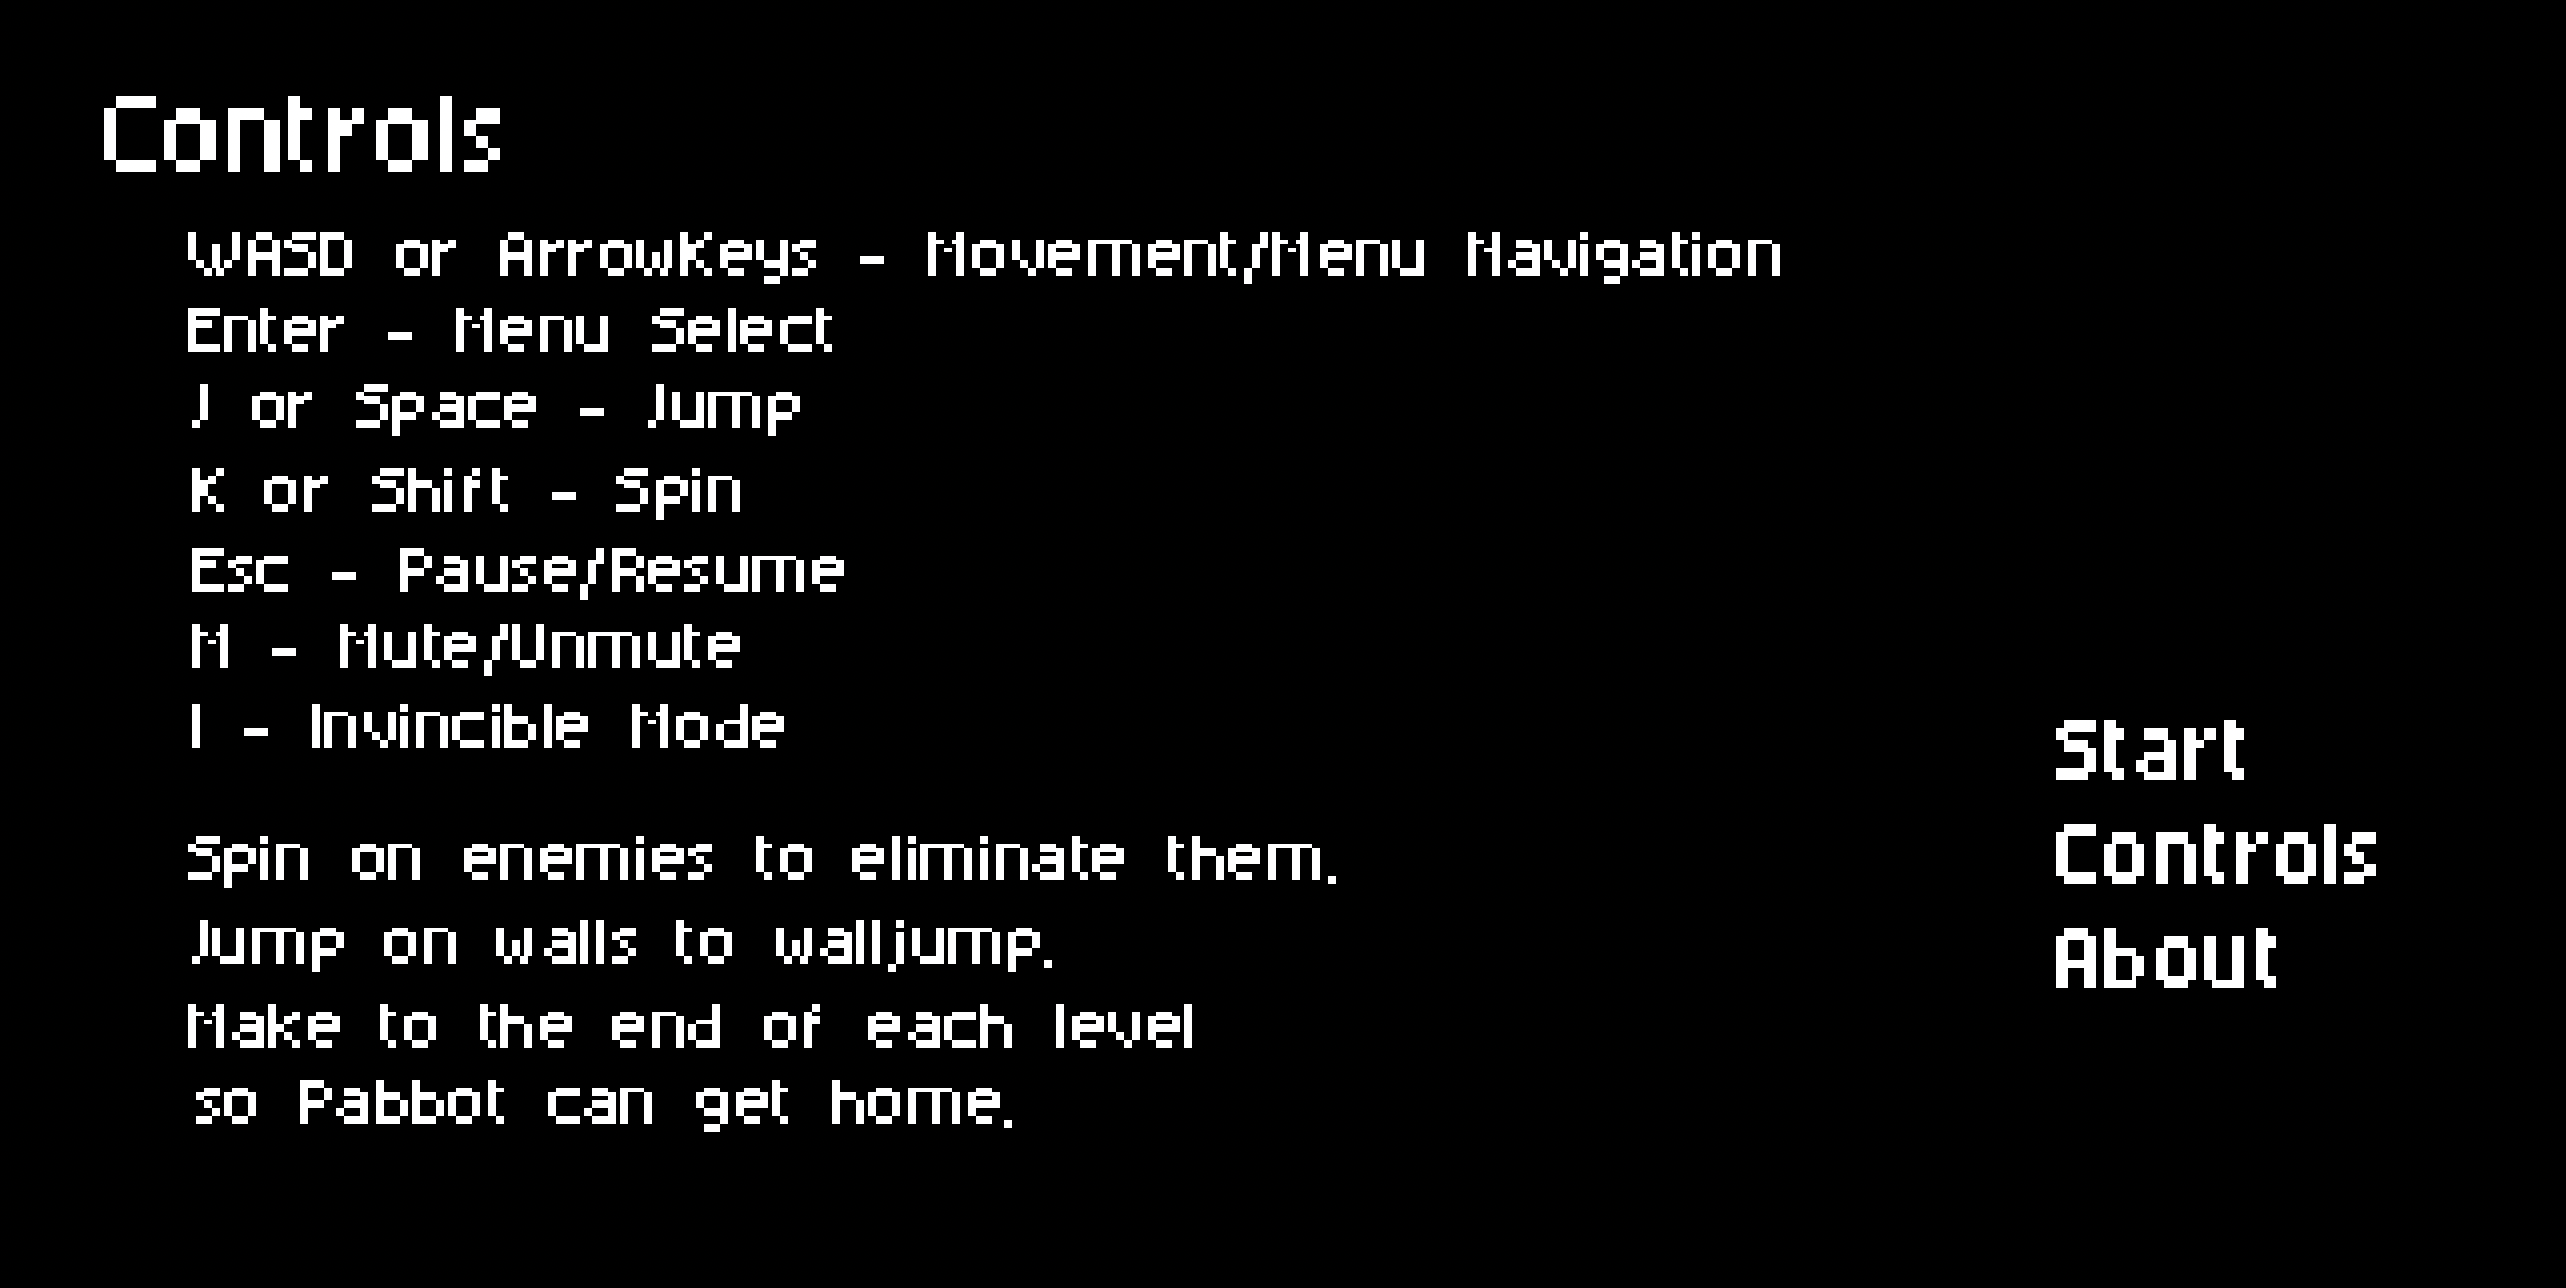 Controls
WASD or ArrowKeys - Movement/Menu Navigation
Enter - Menu Select
J or Space - Jump
K or Shift - Spin
Esc - Pause/Resume
M - Mute/Unmute
I - Invincible Mode
Spin on enemies to eliminate them.
Jump on walls to walljump.
Make to the end of each level
so Pabbot can get home.
Start
Controls
About